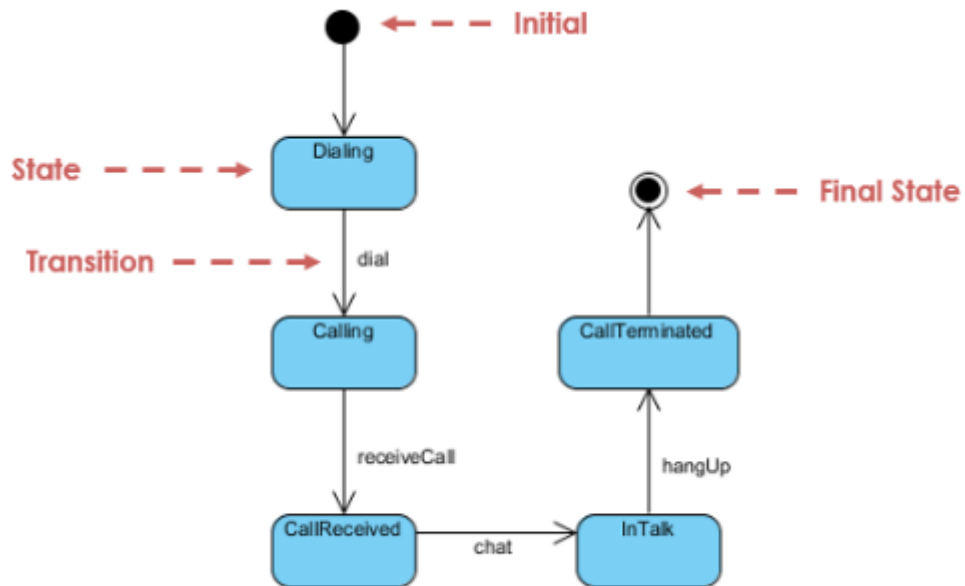 Initial
Dialing
State
Final State
Transition
dial
Calling
CallTerminated
receiveCall
hangUp
CallReceived
chat
InTalk